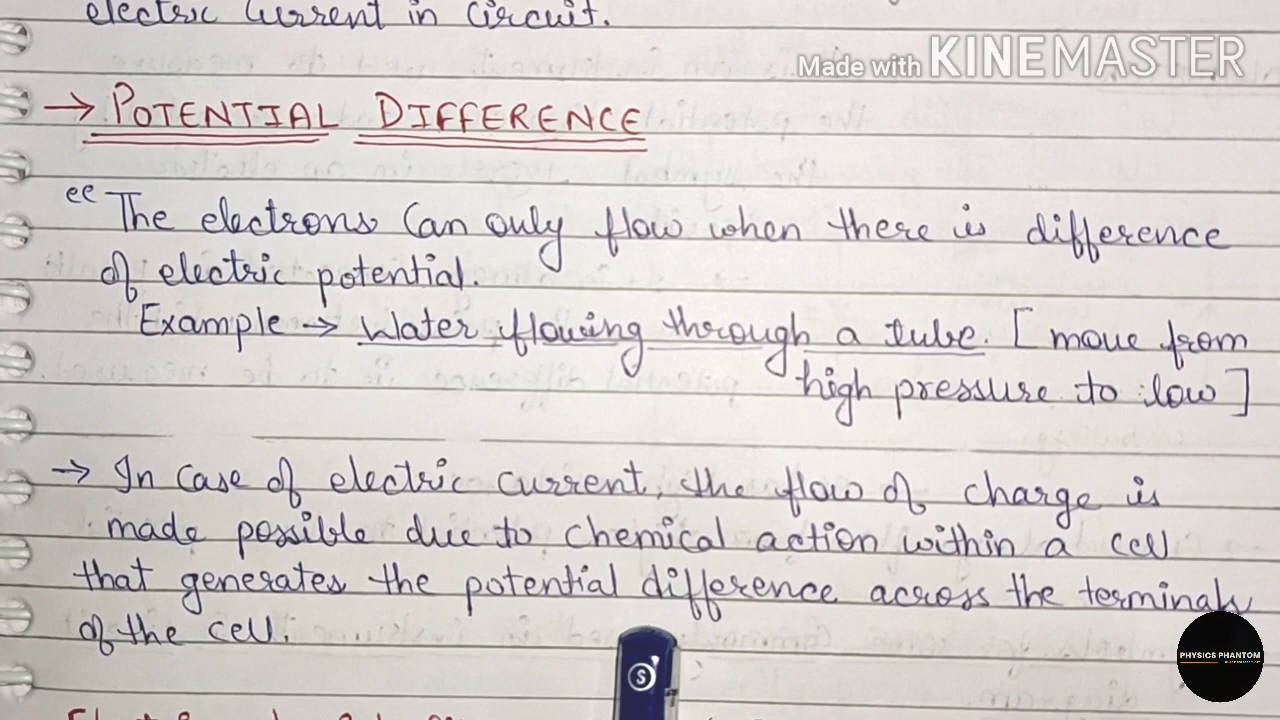 electric current in circuit.
Made with KINEMASTER
→ POTENTIAL DIFFERENCE
“ The electrons can only flow when there is difference
of electric potential.
Example → Water flowing through a tube. [ move from
high pressure to low ]
→ In case of electric current, the flow of charge is
made possible due to chemical action within a cell
that generates the potential difference across the terminals
of the cell.
S
PHYSICS PHANTOM